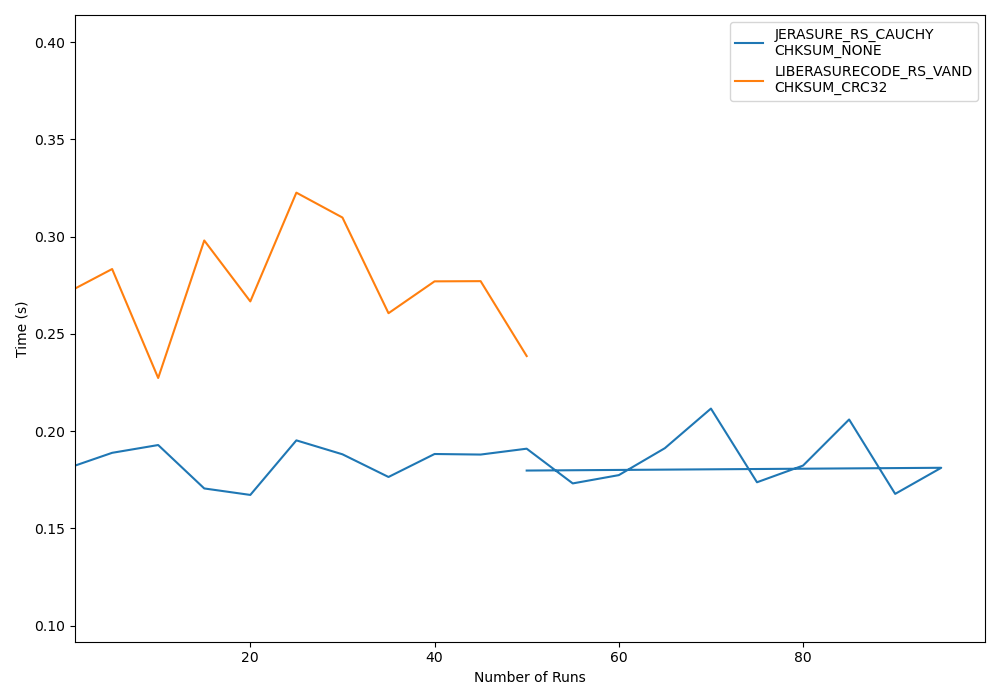 JERASURE_RS_CAUCHY
CHKSUM_NONE
LIBERASURECODE_RS_VAND
CHKSUM_CRC32
0.40
0.35
0.30
0.25
0.20
0.15
0.10
Time (s)
20 40 60 80
Number of Runs